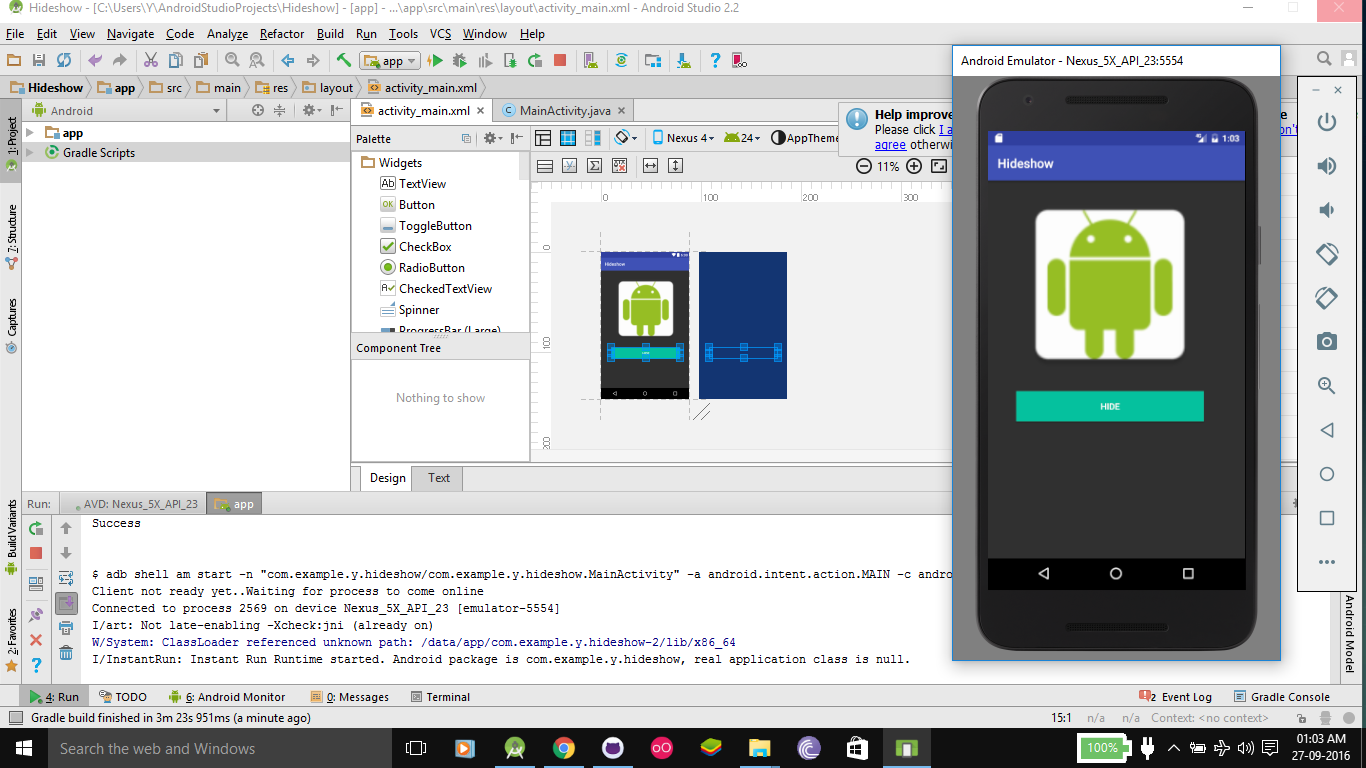 Hideshow - [C:\Users\Y\AndroidStudioProjects\Hideshow] - [app] - ...\app\src\main\res\layout\activity_main.xml - Android Studio 2.2
File Edit View Navigate Code Analyze Refactor Build Run Tools VCS Window Help
app
Hideshow app src main res layout activity_main.xml
1: Project
7: Structure
Captures
Build Variants
2: Favorites
Android
app
Gradle Scripts
activity_main.xml
MainActivity.java
Palette
Widgets
Ab TextView
OK Button
ToggleButton
CheckBox
RadioButton
CheckedTextView
Spinner
ProgressBar (Large)
Component Tree
Nothing to show
Nexus 4
24
AppTheme
11%
0 100 200 300
0
100
200
Hideshow
Design Text
Help improve
Please click I a
agree otherwi
e
on't
Android Emulator - Nexus_5X_API_23:5554
1:03
Hideshow
HIDE
Android Model
Run: AVD: Nexus_5X_API_23 app
Success
$ adb shell am start -n "com.example.y.hideshow/com.example.y.hideshow.MainActivity" -a android.intent.action.MAIN -c andro
Client not ready yet..Waiting for process to come online
Connected to process 2569 on device Nexus_5X_API_23 [emulator-5554]
I/art: Not late-enabling -Xcheck:jni (already on)
W/System: ClassLoader referenced unknown path: /data/app/com.example.y.hideshow-2/lib/x86_64
I/InstantRun: Instant Run Runtime started. Android package is com.example.y.hideshow, real application class is null.
4: Run TODO 6: Android Monitor 0: Messages Terminal 2 Event Log Gradle Console
Gradle build finished in 3m 23s 951ms (a minute ago) 15:1 n/a n/a Context: <no context>
Search the web and Windows
100%
01:03 AM
27-09-2016